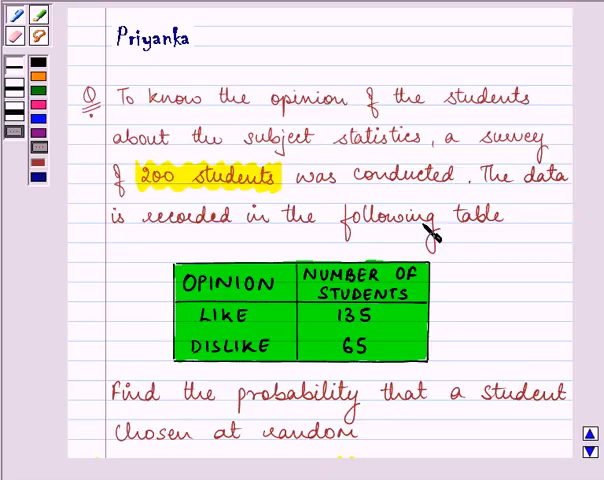 Priyanka
Q To know the opinion of the students
about the subject statistics, a survey
of 200 students was conducted. The data
is recorded in the following table
OPINION NUMBER OF STUDENTS
LIKE 135
DISLIKE 65
Find the probability that a student
chosen at random